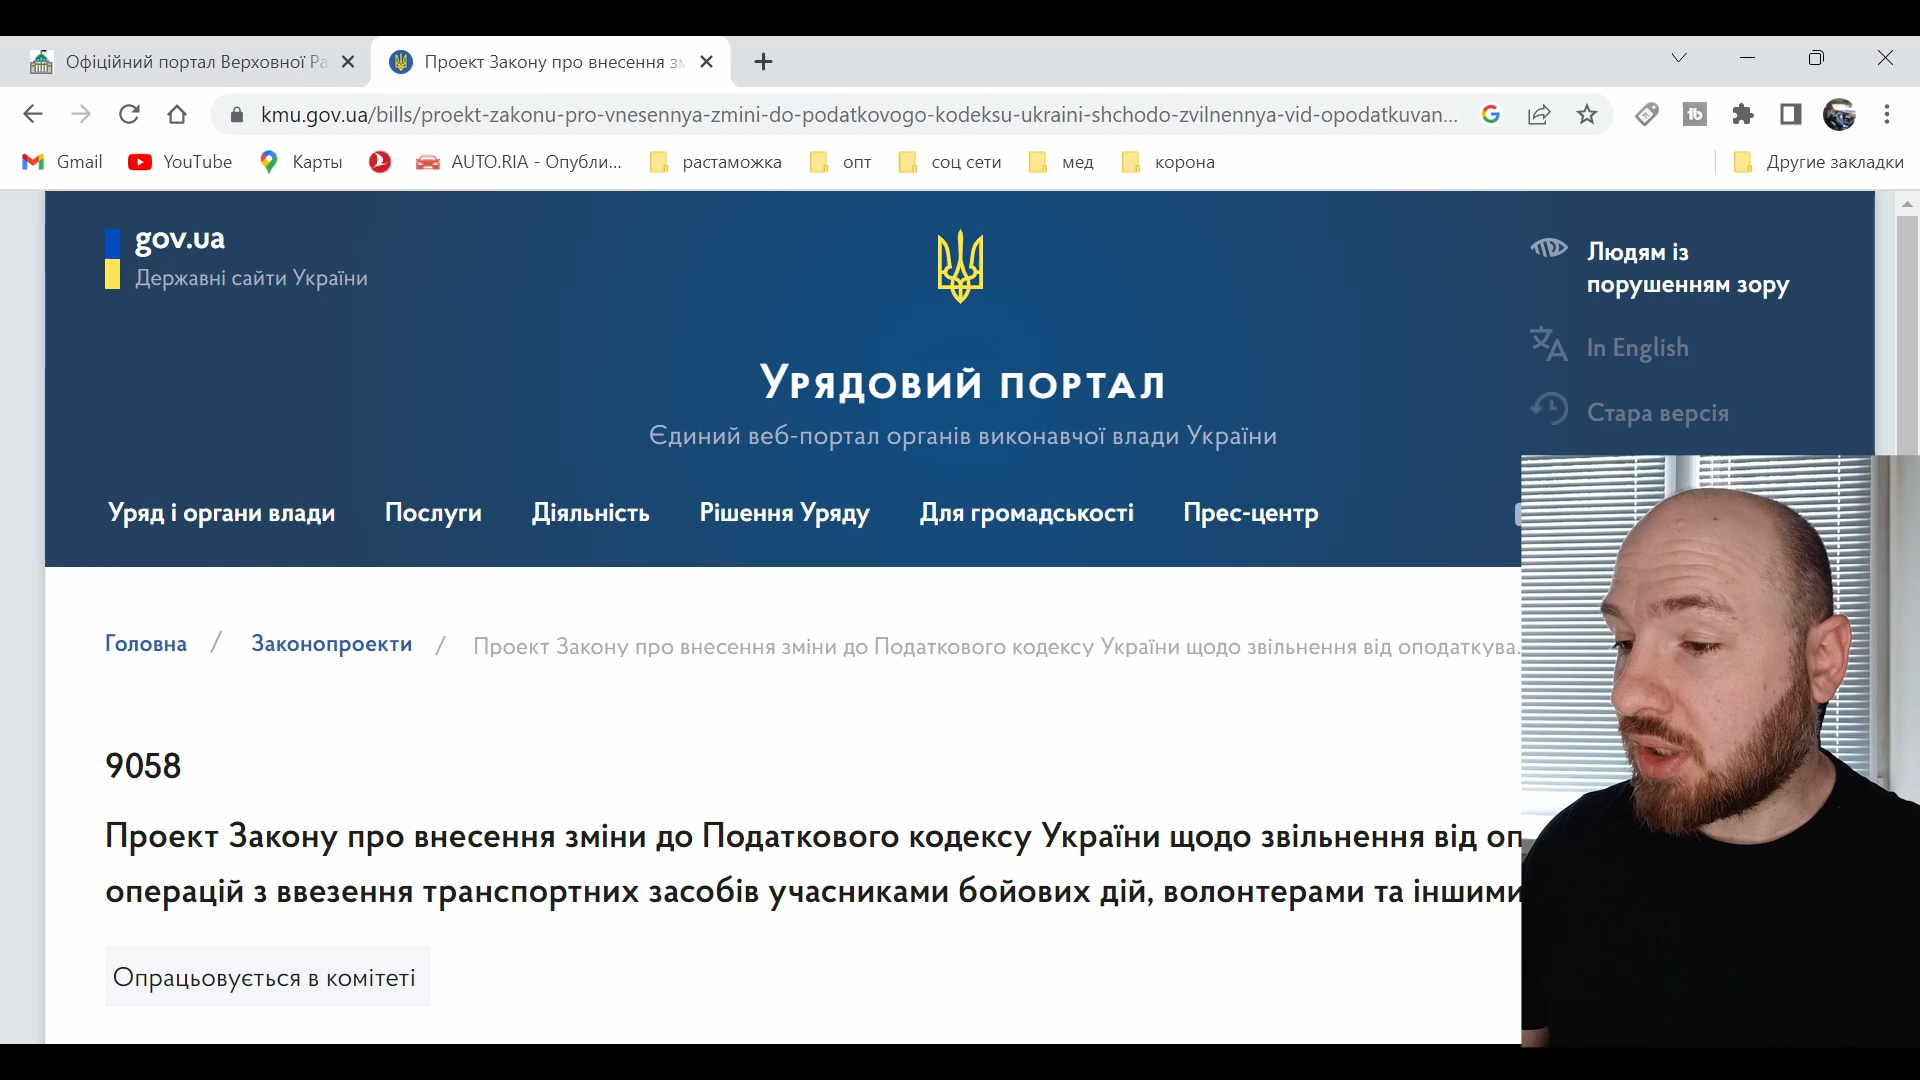 Офіційний портал Верховної Ра
Проект Закону про внесення зм
kmu.gov.ua/bills/proekt-zakonu-pro-vnesennya-zmini-do-podatkovogo-kodeksu-ukraini-shchodo-zvilnennya-vid-opodatkuvan...
Gmail YouTube Карты AUTO.RIA - Опубли... растаможка опт соц сети мед корона Другие закладки
gov.ua
Державні сайти України
Людям із
порушенням зору
In English
Стара версія
Урядовий портал
Єдиний веб-портал органів виконавчої влади України
Уряд і органи влади Послуги Діяльність Рішення Уряду Для громадськості Прес-центр
Головна / Законопроекти / Проект Закону про внесення зміни до Податкового кодексу України щодо звільнення від оподаткува.
9058
Проект Закону про внесення зміни до Податкового кодексу України щодо звільнення від оп
операцій з ввезення транспортних засобів учасниками бойових дій, волонтерами та іншими
Опрацьовується в комітеті